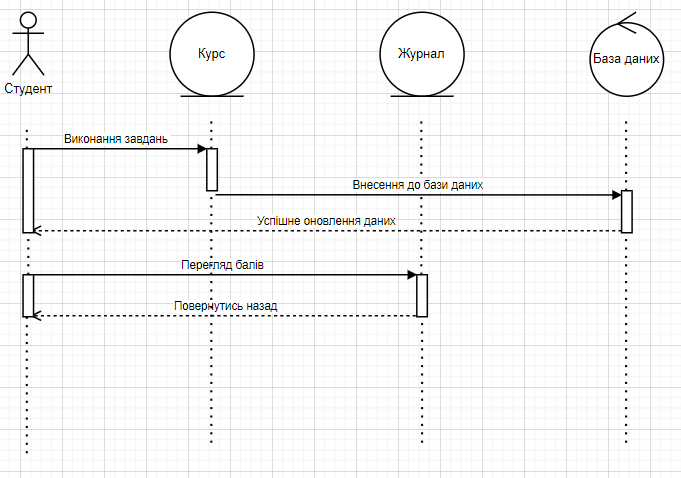 Студент
Курс
Журнал
База даних
Виконання завдань
Внесення до бази даних
Успішне оновлення даних
Перегляд балів
Повернутись назад